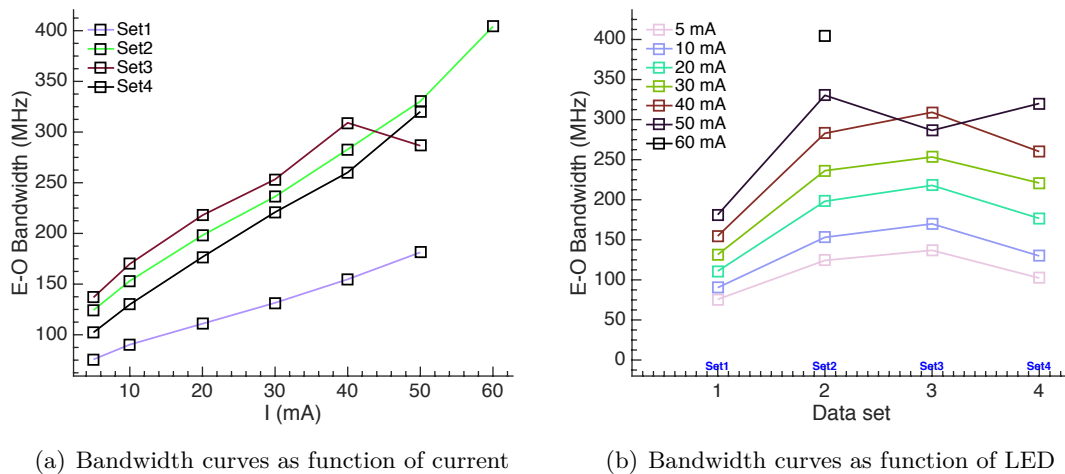 400
350
300
250
200
150
100
E-O Bandwidth (MHz)
Set1
Set2
Set3
Set4
10 20 30 40 50 60
I (mA)
(a) Bandwidth curves as function of current
400
350
300
250
200
150
100
50
0
E-O Bandwidth (MHz)
5 mA
10 mA
20 mA
30 mA
40 mA
50 mA
60 mA
Set1 Set2 Set3 Set4
1 2 3 4
Data set
(b) Bandwidth curves as function of LED